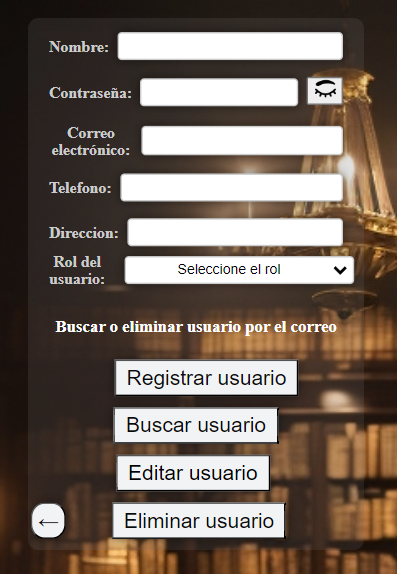 Nombre:
Contraseña:
Correo
electrónico:
Telefono:
Direccion:
Rol del
usuario:
Seleccione el rol
Buscar o eliminar usuario por el correo
Registrar usuario
Buscar usuario
Editar usuario
←
Eliminar usuario